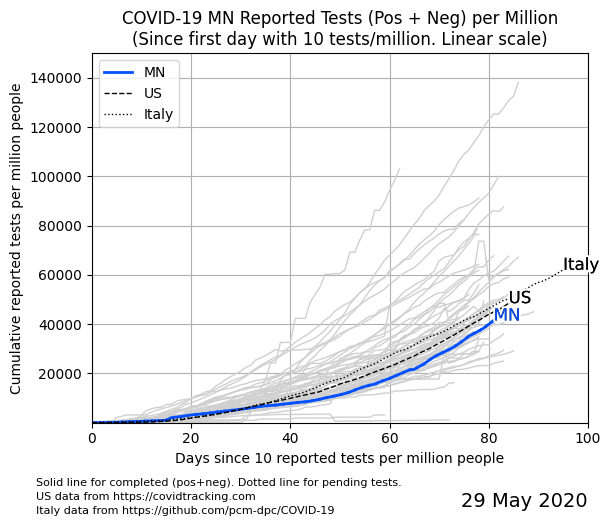 COVID-19 MN Reported Tests (Pos + Neg) per Million
(Since first day with 10 tests/million. Linear scale)
MN
US
Italy
140000
120000
100000
80000
60000
40000
20000
Cumulative reported tests per million people
Italy
US
MN
0 20 40 60 80 100
Days since 10 reported tests per million people
Solid line for completed (pos+neg). Dotted line for pending tests.
US data from https://covidtracking.com
Italy data from https://github.com/pcm-dpc/COVID-19
29 May 2020